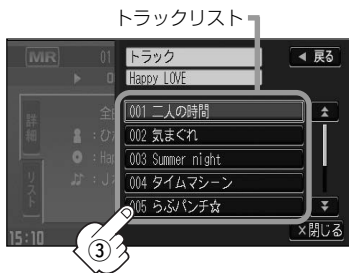 トラックリスト
MR
01
トラック
戻る
Happy LOVE
全
001 二人の時間
002 気まぐれ
003 Summer night
004 タイムマシーン
005 らぶパンチ☆
詳細
リスト
:ひ
:Hap
:J
15:10
×閉じる
③